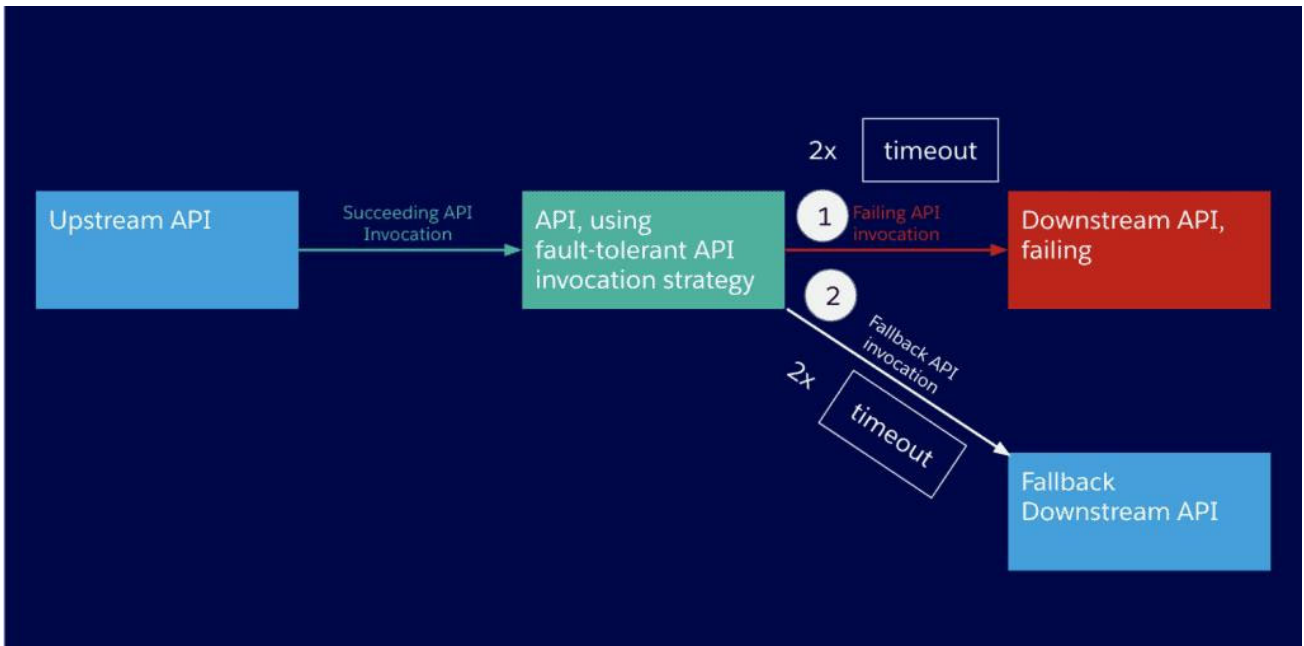 2x
timeout
Upstream API
Succeeding API
Invocation
API, using
fault-tolerant API
invocation strategy
1
Failing API
invocation
Downstream API,
failing
2
Fallback API
invocation
2x
timeout
Fallback
Downstream API